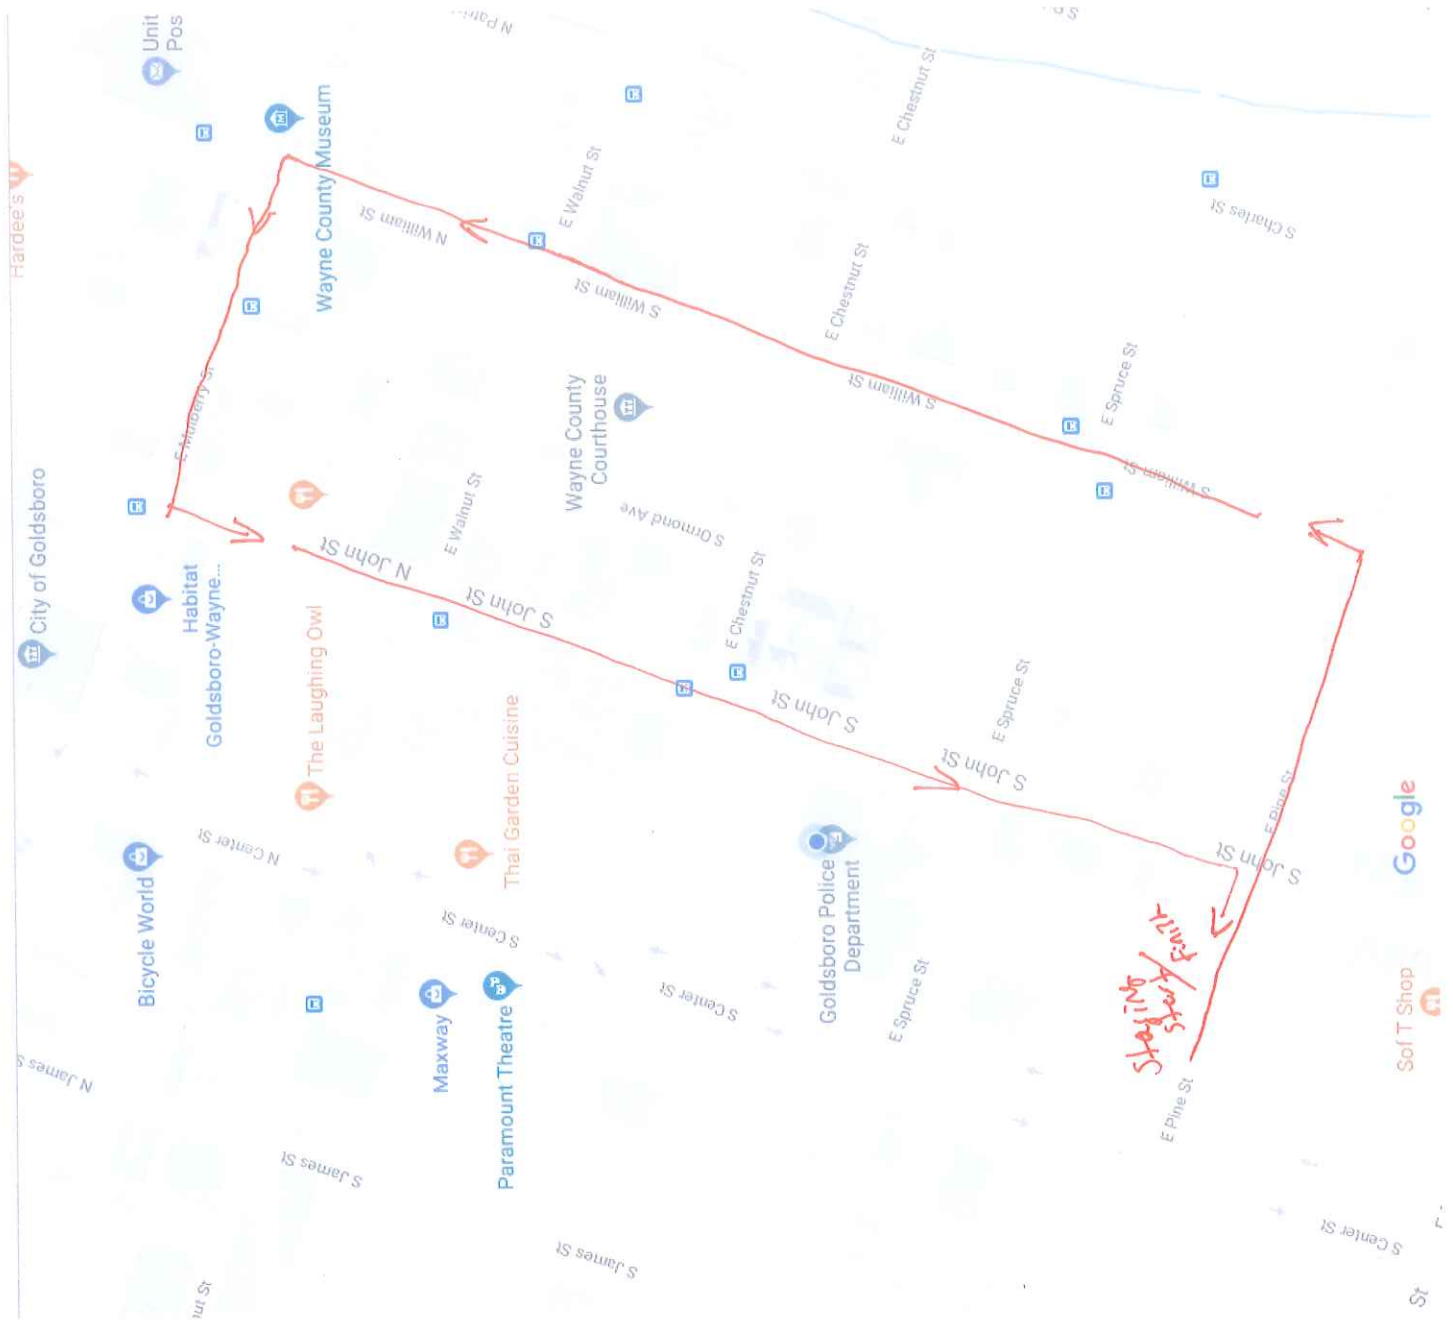 Hardee's
Unit
Pos
City of Goldsboro
Wayne County Museum
E Mulberry St
N William St
E Walnut St
E Chestnut St
S William St
E Chestnut St
S Charles St
Habitat
Goldsboro-Wayne...
N John St
E Walnut St
Wayne County
Courthouse
S Ormond Ave
S William St
E Spruce St
S William St
The Laughing Owl
S John St
E Chestnut St
S John St
E Spruce St
S John St
Bicycle World
N Center St
Thai Garden Cuisine
S Center St
Goldsboro Police
Department
S John St
E Pine St
N James S
Maxway
Paramount Theatre
S Center St
E Spruce St
Staging
Start/
Finish
E Pine St
S James St
S James St
S Center St
Sof T Shop
Google
St